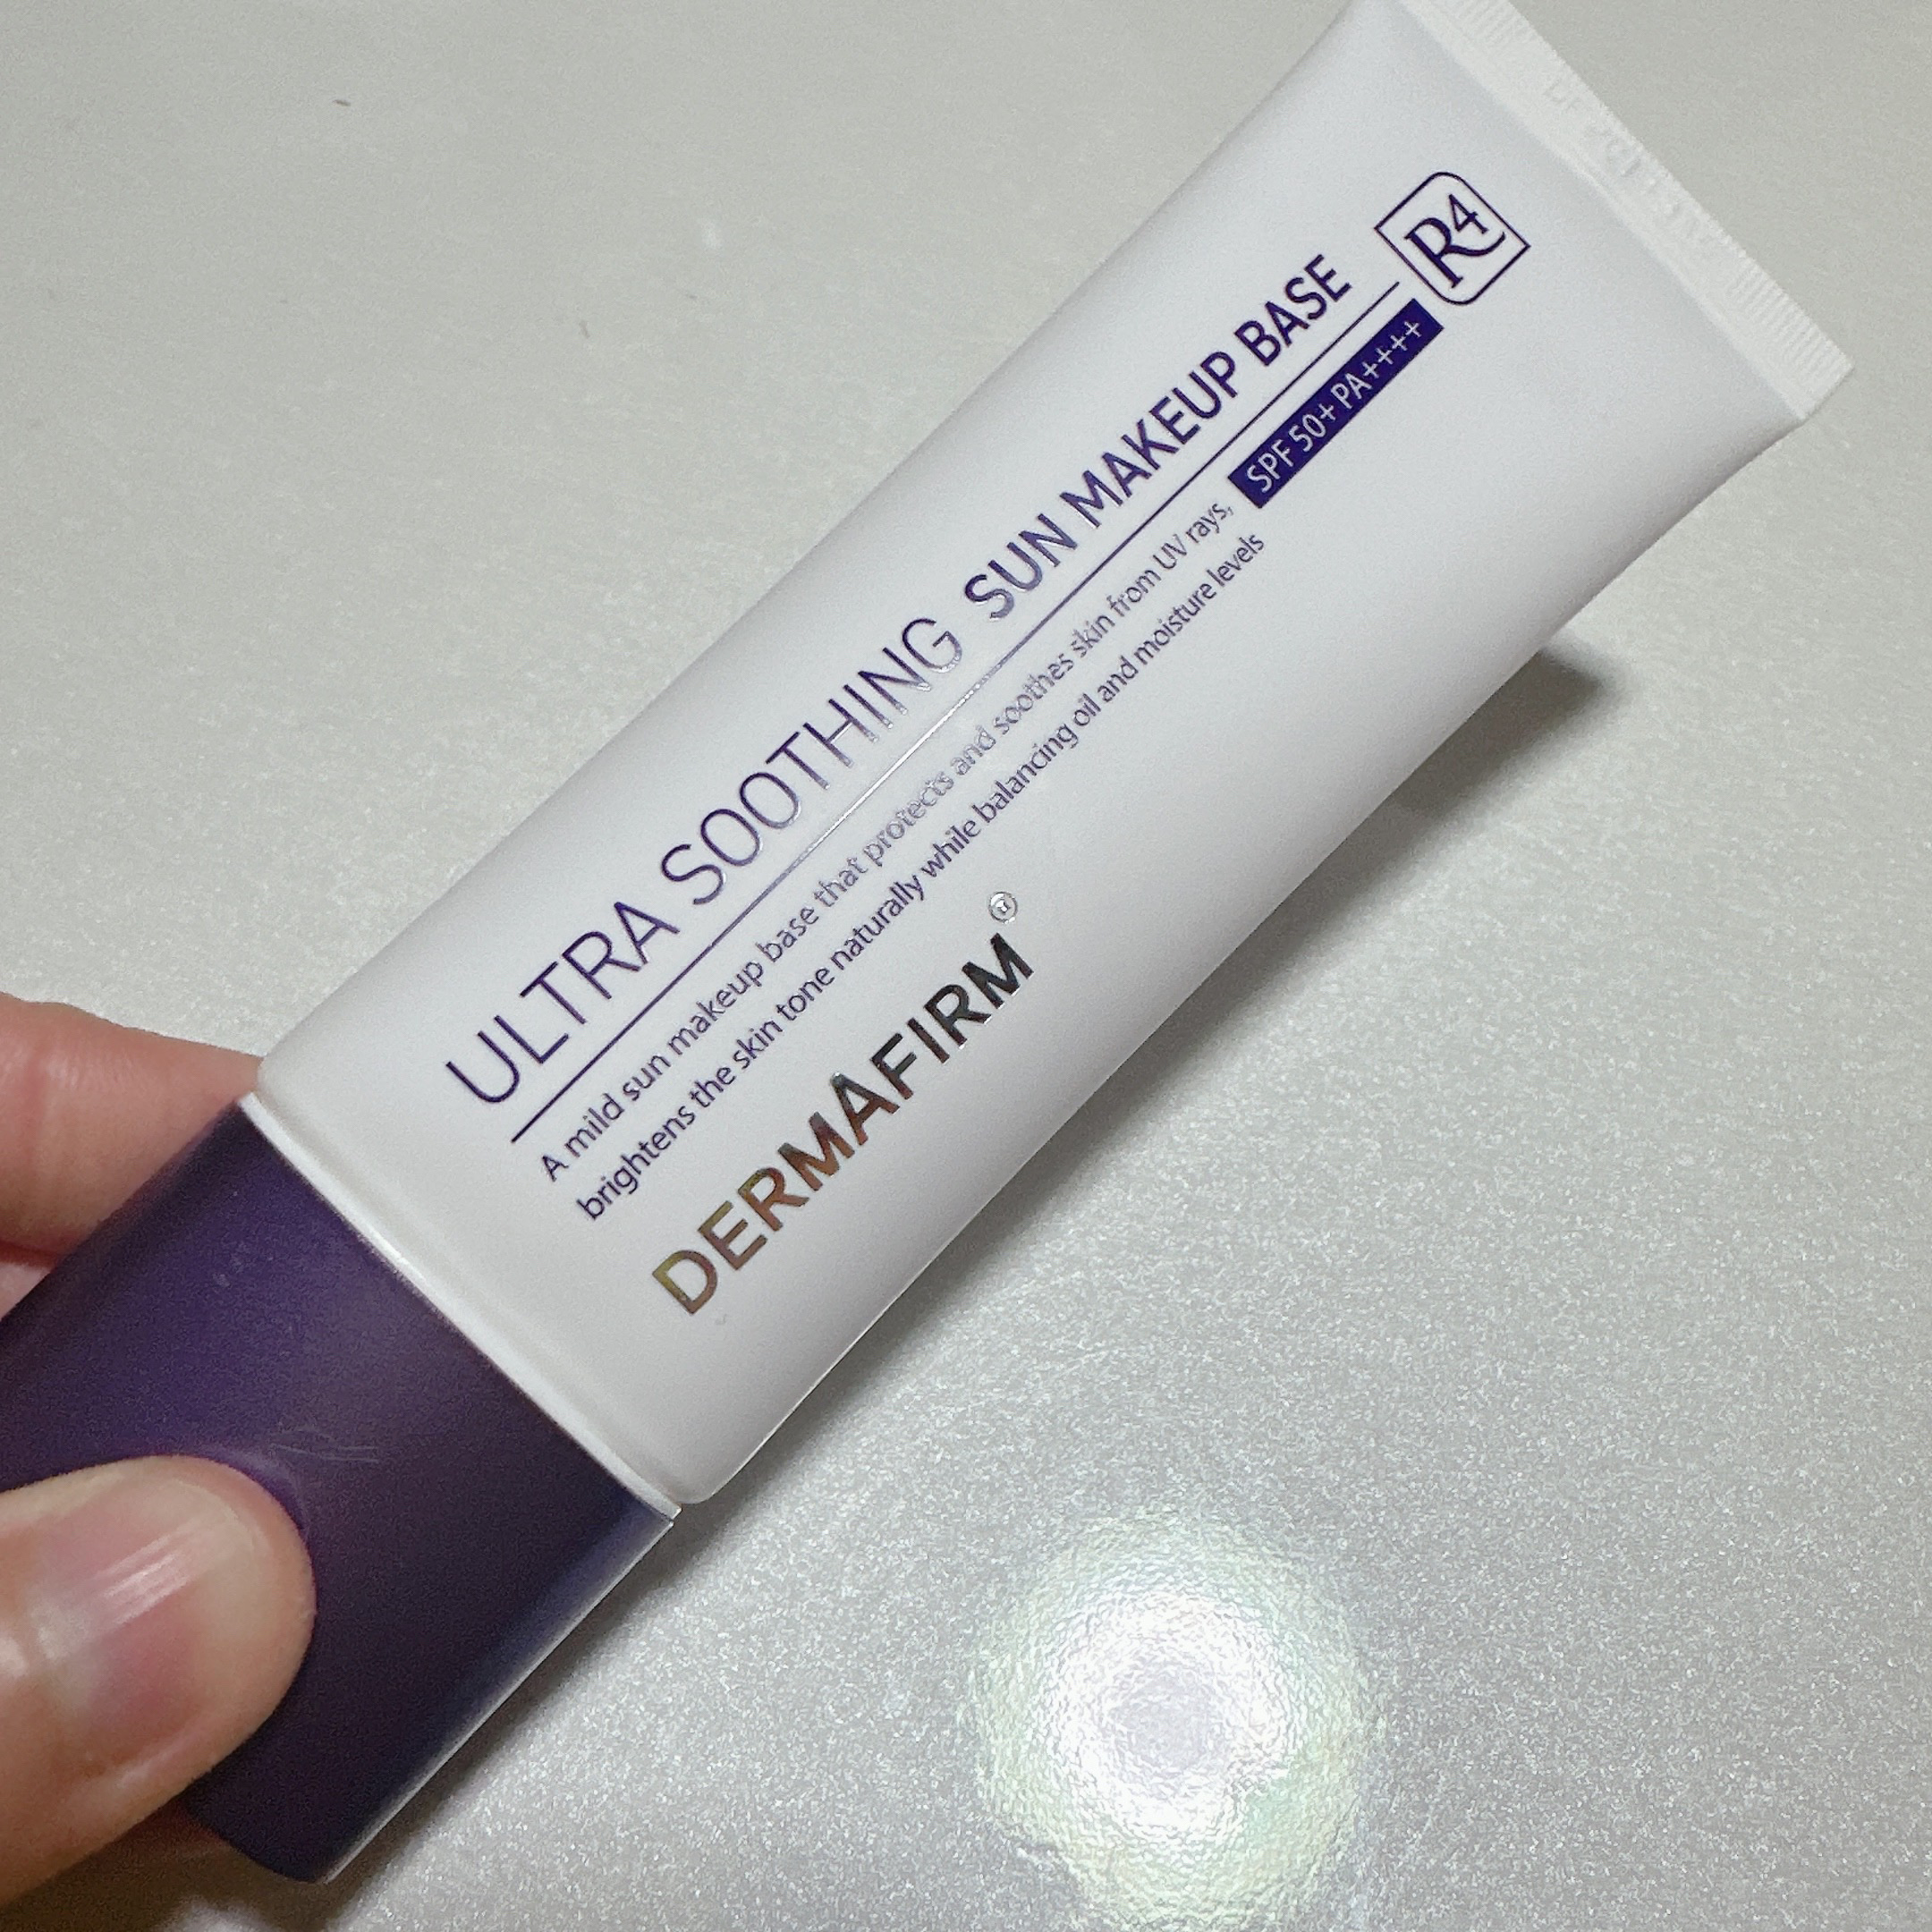 ULTRA SOOTHING SUN MAKEUP BASE R4
SPF 50+ PA++++
A mild sun makeup base that protects and soothes skin from UV rays,
brightens the skin tone naturally while balancing oil and moisture levels
DERMAFIRM®